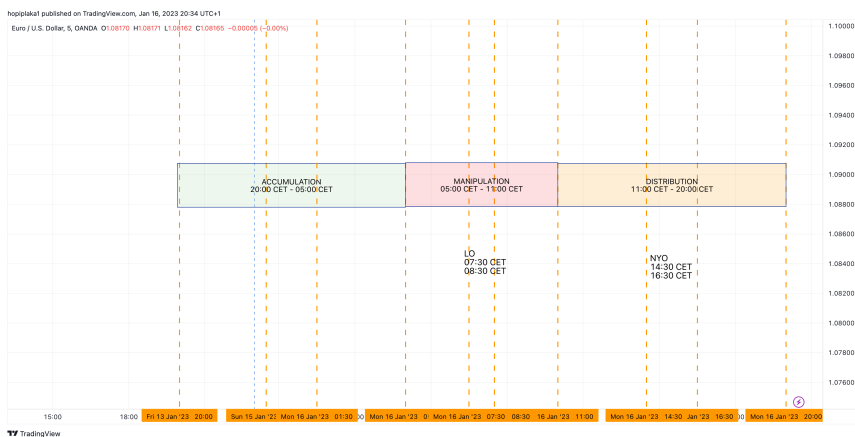 hopiplaka1 published on TradingView.com, Jan 16, 2023 20:34 UTC+1
Euro / U.S. Dollar, 5, OANDA O1.08170 H1.08171 L1.08162 C1.08165 −0.00005 (−0.00%)
1.10000
1.09800
1.09600
1.09400
1.09200
1.09000
1.08800
1.08600
1.08400
1.08200
1.08000
1.07800
1.07600
ACCUMULATION
20:00 CET - 05:00 CET
MANIPULATION
05:00 CET - 11:00 CET
DISTRIBUTION
11:00 CET - 20:00 CET
LO
07:30 CET
08:30 CET
NYO
14:30 CET
16:30 CET
15:00 18:00 Fri 13 Jan '23 20:00 Sun 15 Jan '23 Mon 16 Jan '23 01:30 Mon 16 Jan '23 Mon 16 Jan '23 07:30 08:30 16 Jan '23 11:00 Mon 16 Jan '23 14:30 Jan '23 16:30 Mon 16 Jan '23 20:00
TradingView